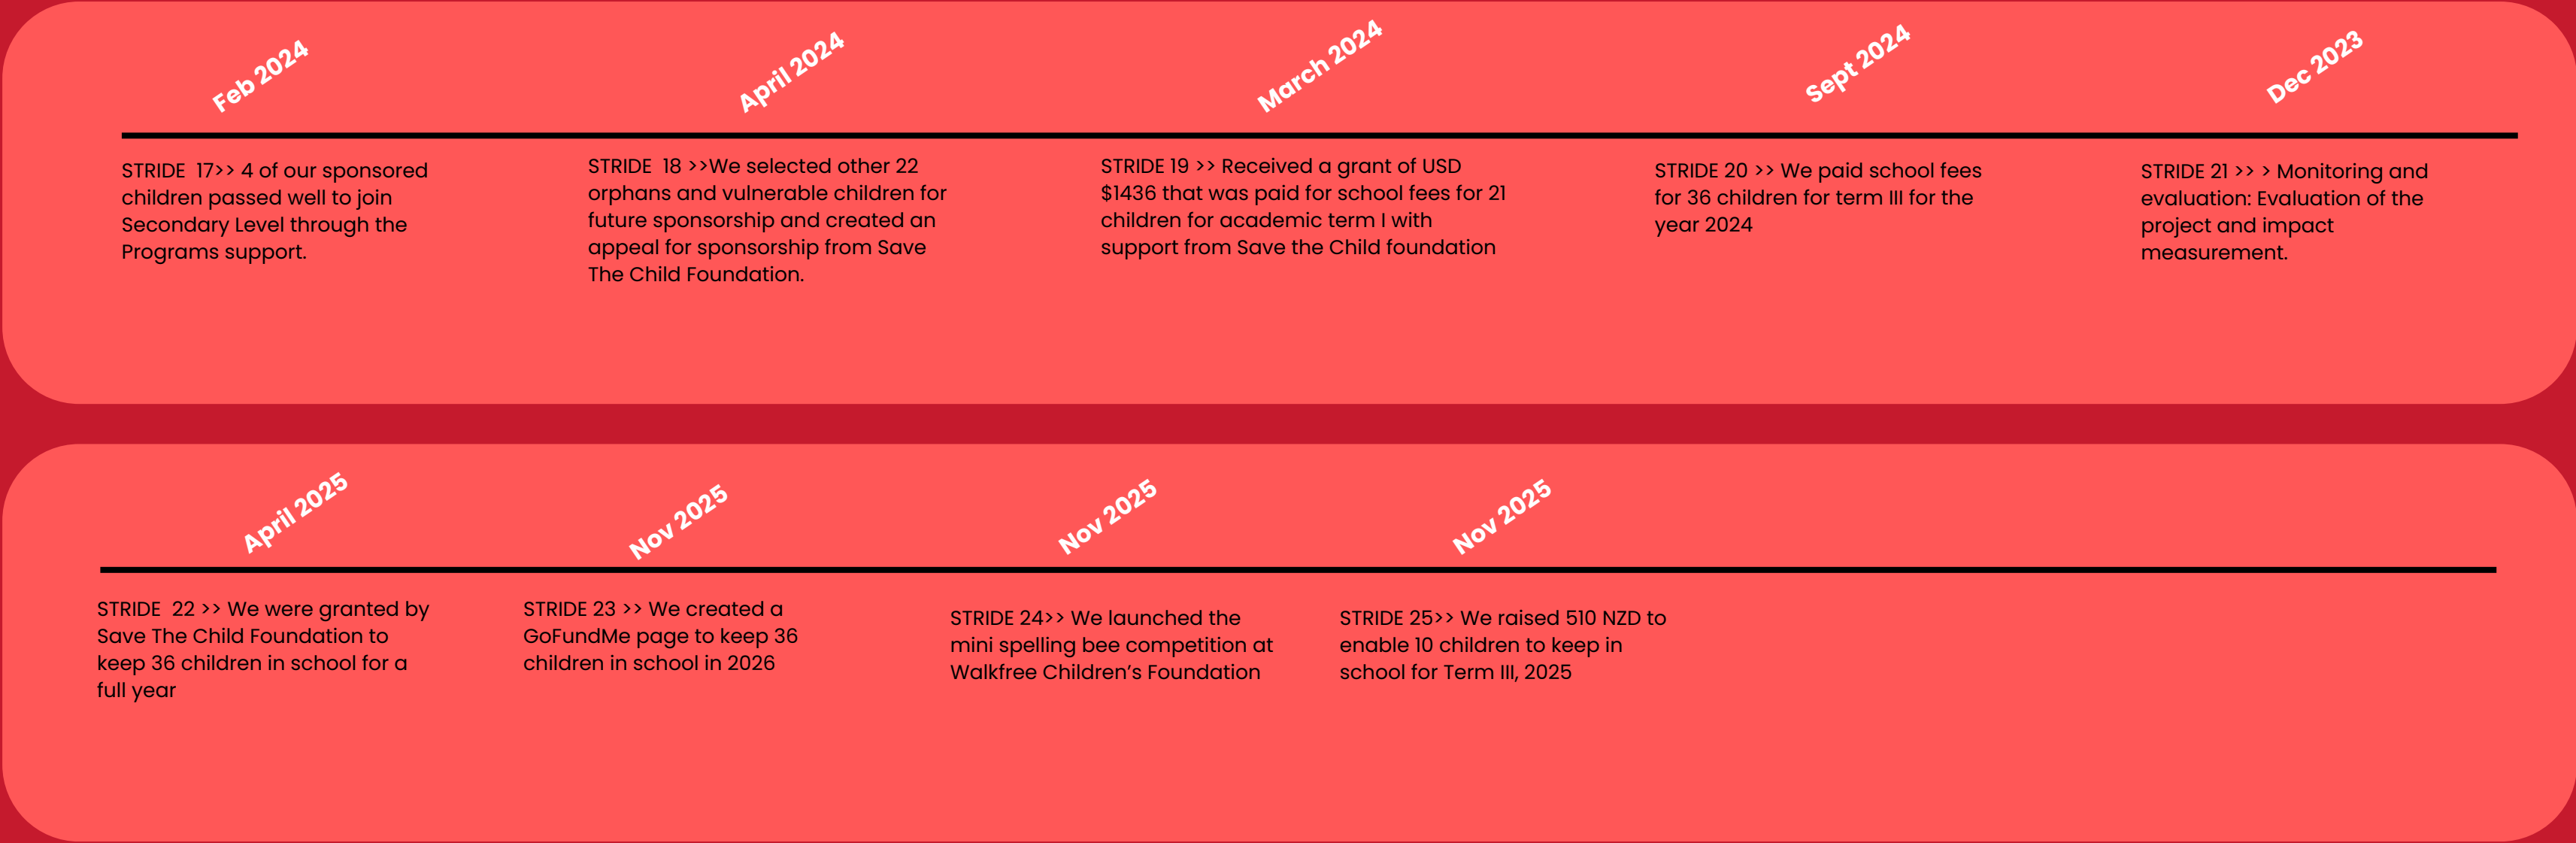 Feb 2024
April 2024
March 2024
Sept 2024
Dec 2023
STRIDE  17>> 4 of our sponsored
children passed well to join
Secondary Level through the
Programs support.
STRIDE  18 >>We selected other 22
orphans and vulnerable children for
future sponsorship and created an
appeal for sponsorship from Save
The Child Foundation.
STRIDE 19 >> Received a grant of USD
$1436 that was paid for school fees for 21
children for academic term I with
support from Save the Child foundation
STRIDE 20 >> We paid school fees
for 36 children for term III for the
year 2024
STRIDE 21 >> > Monitoring and
evaluation: Evaluation of the
project and impact
measurement.
April 2025
Nov 2025
Nov 2025
Nov 2025
STRIDE  22 >> We were granted by
Save The Child Foundation to
keep 36 children in school for a
full year
STRIDE 23 >> We created a
GoFundMe page to keep 36
children in school in 2026
STRIDE 24>> We launched the
mini spelling bee competition at
Walkfree Children’s Foundation
STRIDE 25>> We raised 510 NZD to
enable 10 children to keep in
school for Term III, 2025